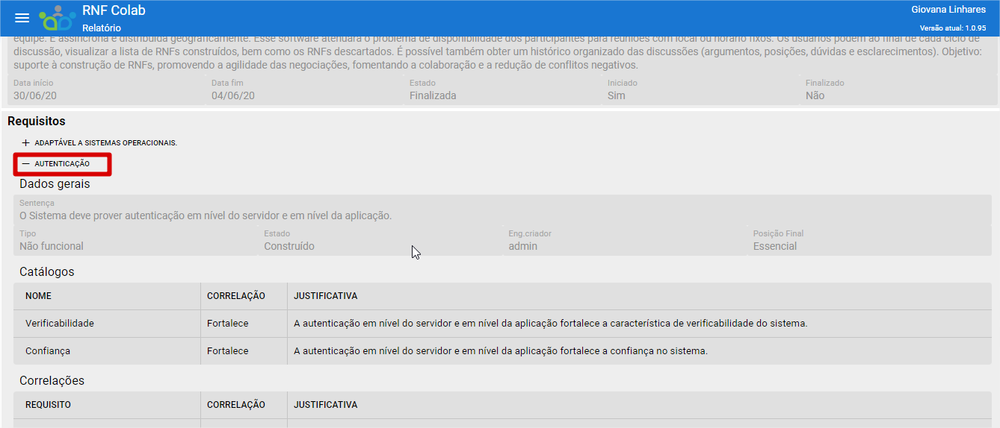 RNF Colab
Relatório
Giovana Linhares
Versão atual: 1.0.95
equipe. É assíncrona e distribuída geograficamente. Esse software atenuará o problema de disponibilidade dos participantes para reuniões com local ou horário fixos. Os usuários podem ao final de cada ciclo de
discussão, visualizar a lista de RNFs construídos, bem como os RNFs descartados. É possível também obter um histórico organizado das discussões (argumentos, posições, dúvidas e esclarecimentos). Objetivo:
suporte à construção de RNFs, promovendo a agilidade das negociações, fomentando a colaboração e a redução de conflitos negativos.
Data início Data fim Estado Iniciado Finalizado
30/06/20 04/06/20 Finalizada Sim Não
Requisitos
+ ADAPTÁVEL A SISTEMAS OPERACIONAIS.
— AUTENTICAÇÃO
Dados gerais
Sentença
O Sistema deve prover autenticação em nível do servidor e em nível da aplicação.
Tipo Estado Eng.criador Posição Final
Não funcional Construído admin Essencial
Catálogos
NOME CORRELAÇÃO JUSTIFICATIVA
Verificabilidade Fortalece A autenticação em nível do servidor e em nível da aplicação fortalece a característica de verificabilidade do sistema.
Confiança Fortalece A autenticação em nível do servidor e em nível da aplicação fortalece a confiança no sistema.
Correlações
REQUISITO CORRELAÇÃO JUSTIFICATIVA